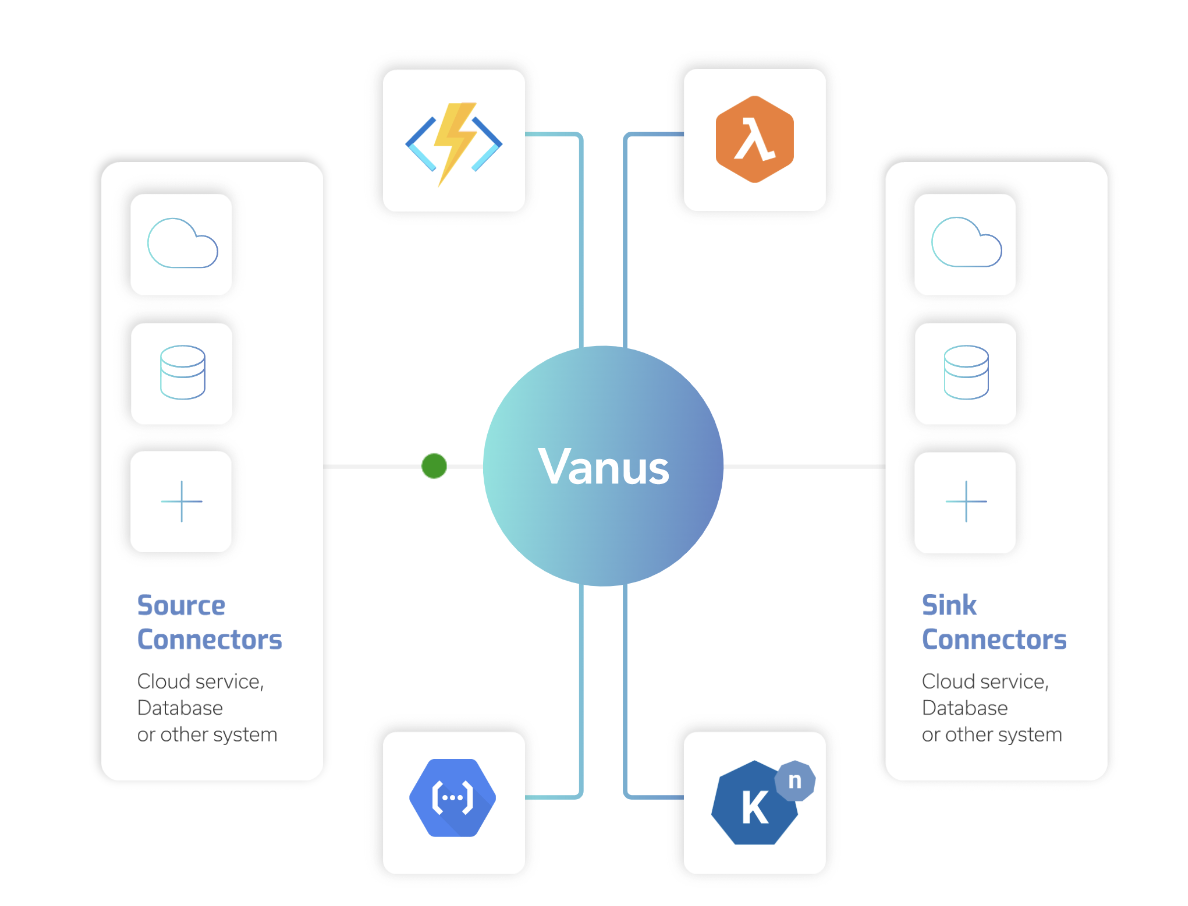 λ
Vanus
Source
Connectors
Cloud service,
Database
or other system
Sink
Connectors
Cloud service,
Database
or other system
K
n